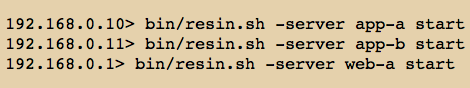 192.168.0.10> bin/resin.sh -server app-a start
192.168.0.11> bin/resin.sh -server app-b start
192.168.0.1> bin/resin.sh -server web-a start